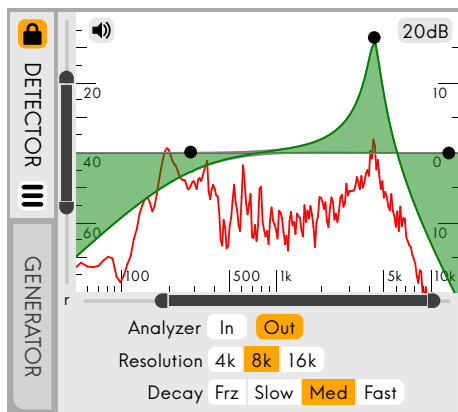 DETECTOR
GENERATOR
20dB
20 10
40 0
60 10
100 500 1k 5k 10k
r
Analyzer In Out
Resolution 4k 8k 16k
Decay Frz Slow Med Fast